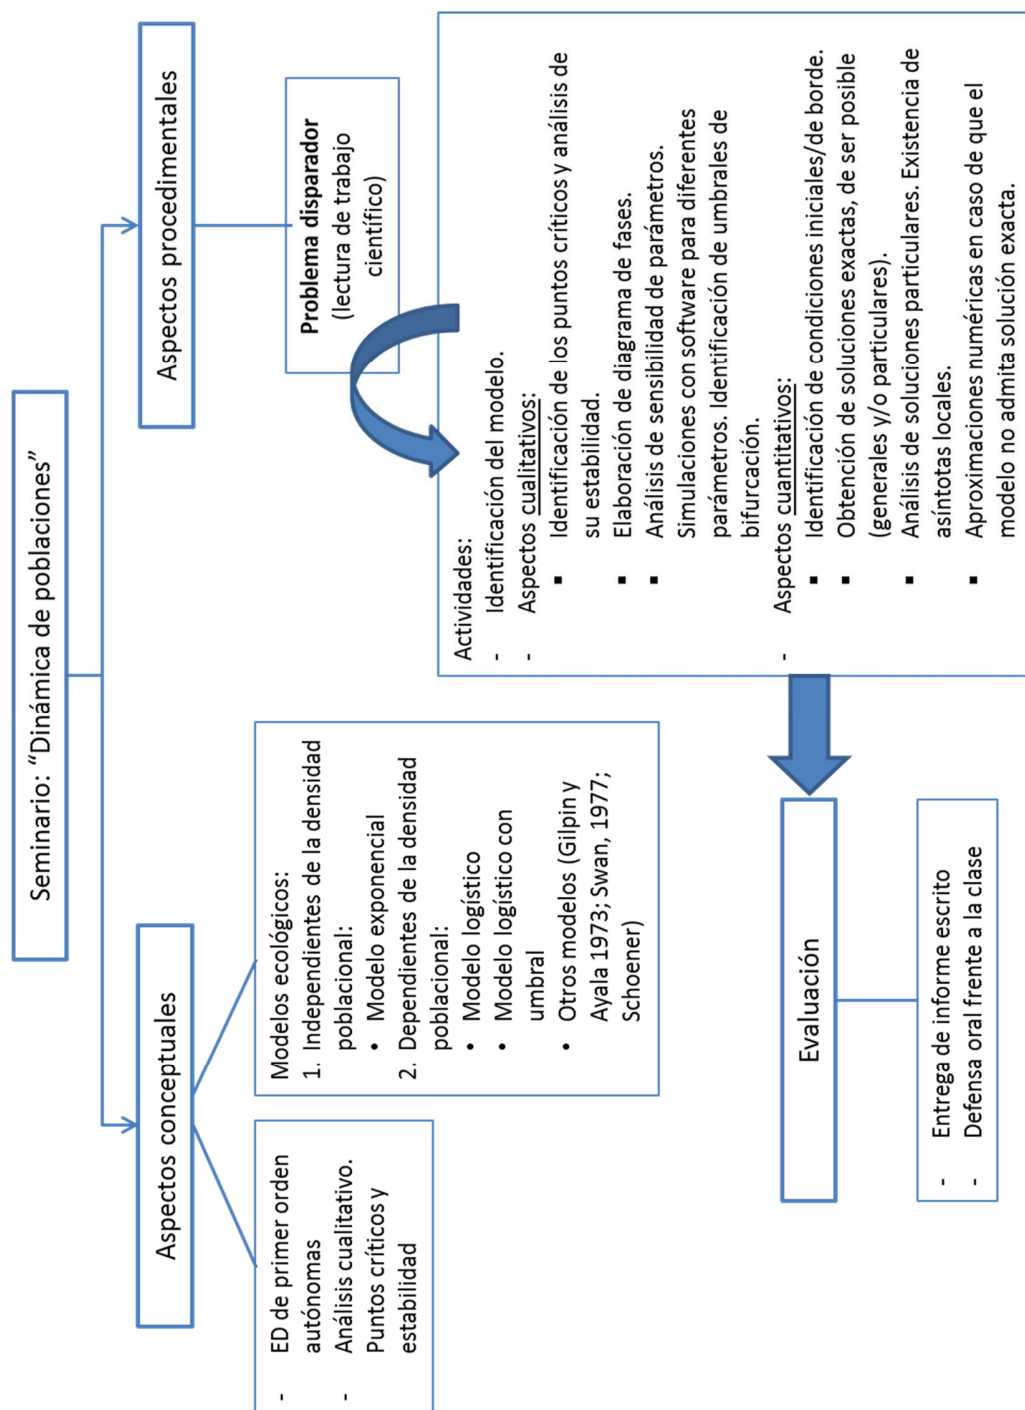 Seminario: “Dinámica de poblaciones”
Aspectos conceptuales
- ED de primer orden
autónomas
- Análisis cualitativo.
Puntos críticos y
estabilidad
Modelos ecológicos:
1. Independientes de la densidad
poblacional:
• Modelo exponencial
2. Dependientes de la densidad
poblacional:
• Modelo logístico
• Modelo logístico con
umbral
• Otros modelos (Gilpin y
Ayala 1973; Swan, 1977;
Schoener)
Aspectos procedimentales
Problema disparador
(lectura de trabajo
científico)
Actividades:
- Identificación del modelo.
- Aspectos cualitativos:
▪ Identificación de los puntos críticos y análisis de
su estabilidad.
▪ Elaboración de diagrama de fases.
▪ Análisis de sensibilidad de parámetros.
Simulaciones con software para diferentes
parámetros. Identificación de umbrales de
bifurcación.
- Aspectos cuantitativos:
▪ Identificación de condiciones iniciales/de borde.
▪ Obtención de soluciones exactas, de ser posible
(generales y/o particulares).
▪ Análisis de soluciones particulares. Existencia de
asíntotas locales.
▪ Aproximaciones numéricas en caso de que el
modelo no admita solución exacta.
Evaluación
- Entrega de informe escrito
- Defensa oral frente a la clase